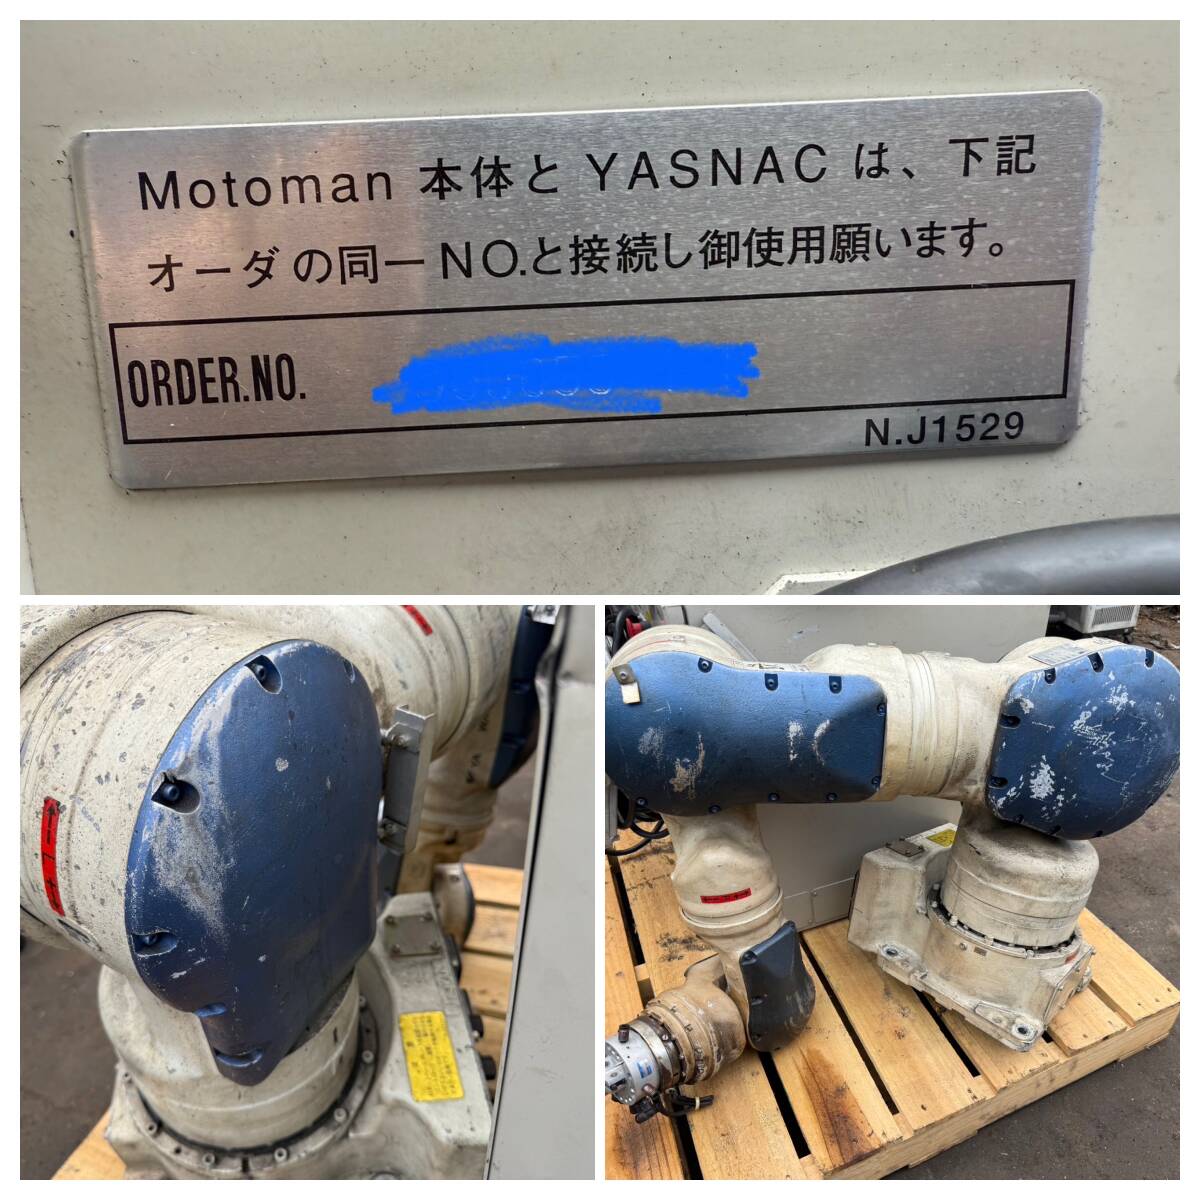 Motoman 本体と YASNAC は、下記
オーダの同一NO.と接続し御使用願います。
ORDER.NO.
N.J1529